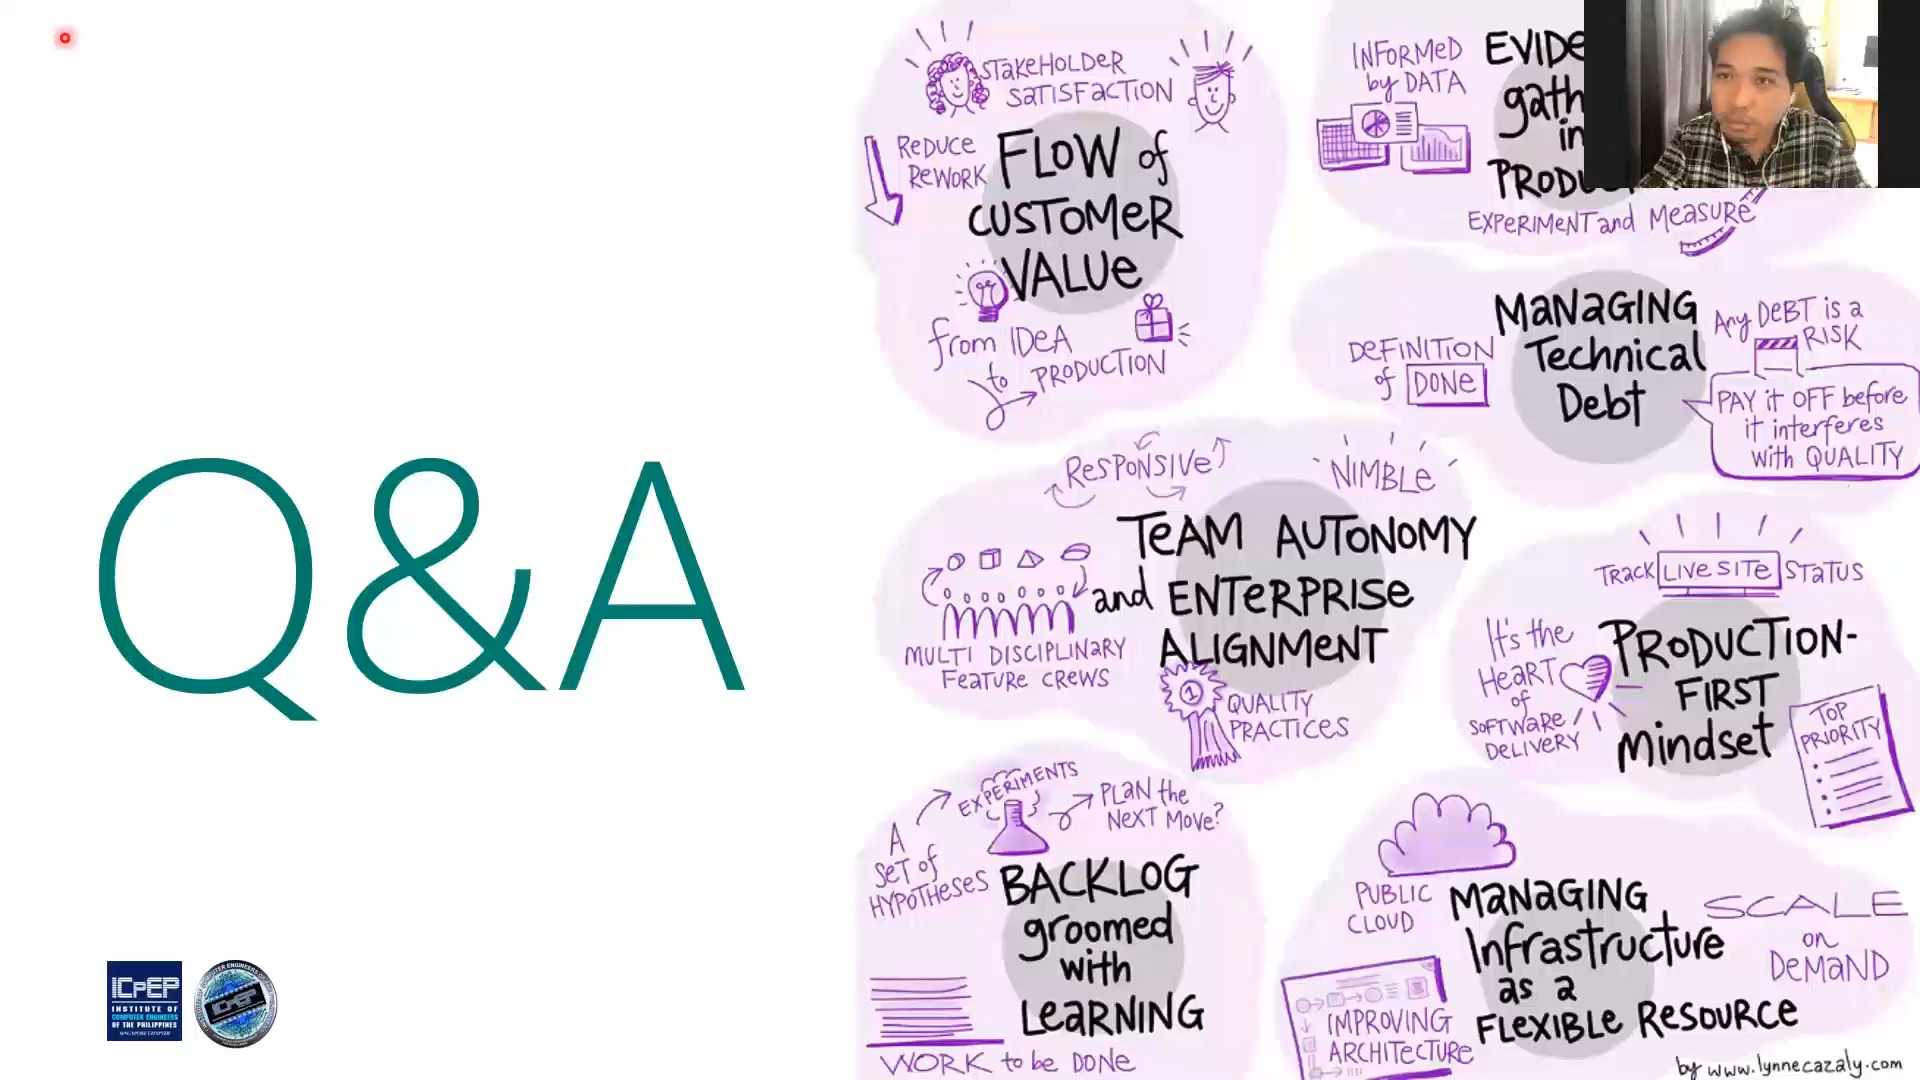 Q&A
STAKEHOLDER
SATISFACTION
REDUCE
REWORK
FLOW of
CUSTOMER
VALUE
from IDEA
to PRODUCTION
INFORMED
by DATA
in
EXPERIMENT and MEASURE
MANAGING
Technical
Debt
DEFINITION
of DONE
Any DEBT is a
RISK
PAY it OFF before
it interferes
with QUALITY
RESPONSIVE
NIMBLE
TEAM AUTONOMY
and ENTERPRISE
ALIGNMENT
MULTI DISCIPLINARY
FEATURE CREWS
1
QUALITY
PRACTICES
TRACK LIVE SITE STATUS
It's the
HEART
of
SOFTWARE
DELIVERY
PRODUCTION-
FIRST
mindset
TOP
PRIORITY
A
SET of
HYPOTHESES
EXPERIMENTS
PLAN the
NEXT MOVE?
BACKLOG
groomed
with
LEARNING
WORK to be DONE
PUBLIC
CLOUD
MANAGING
Infrastructure
as a
FLEXIBLE RESOURCE
SCALE
on
DEMAND
IMPROVING
ARCHITECTURE
by www.lynnecazaly.com
ICpEP
INSTITUTE OF
COMPUTER ENGINEERS
OF THE PHILIPPINES
SINGAPORE CHAPTER
ICpEP